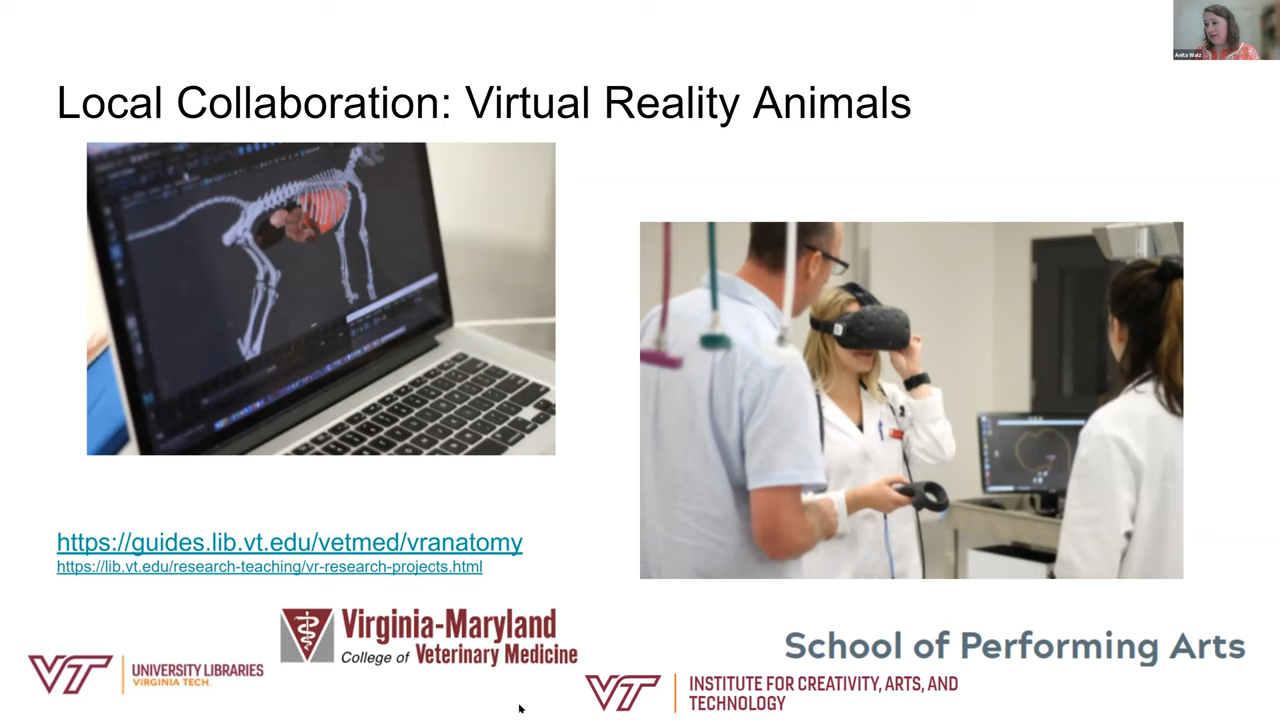 Anita Walz
Local Collaboration: Virtual Reality Animals
https://guides.lib.vt.edu/vetmed/vranatomy
https://lib.vt.edu/research-teaching/vr-research-projects.html
Virginia-Maryland
College of Veterinary Medicine
School of Performing Arts
VT UNIVERSITY LIBRARIES
VIRGINIA TECH.
VT INSTITUTE FOR CREATIVITY, ARTS, AND
TECHNOLOGY